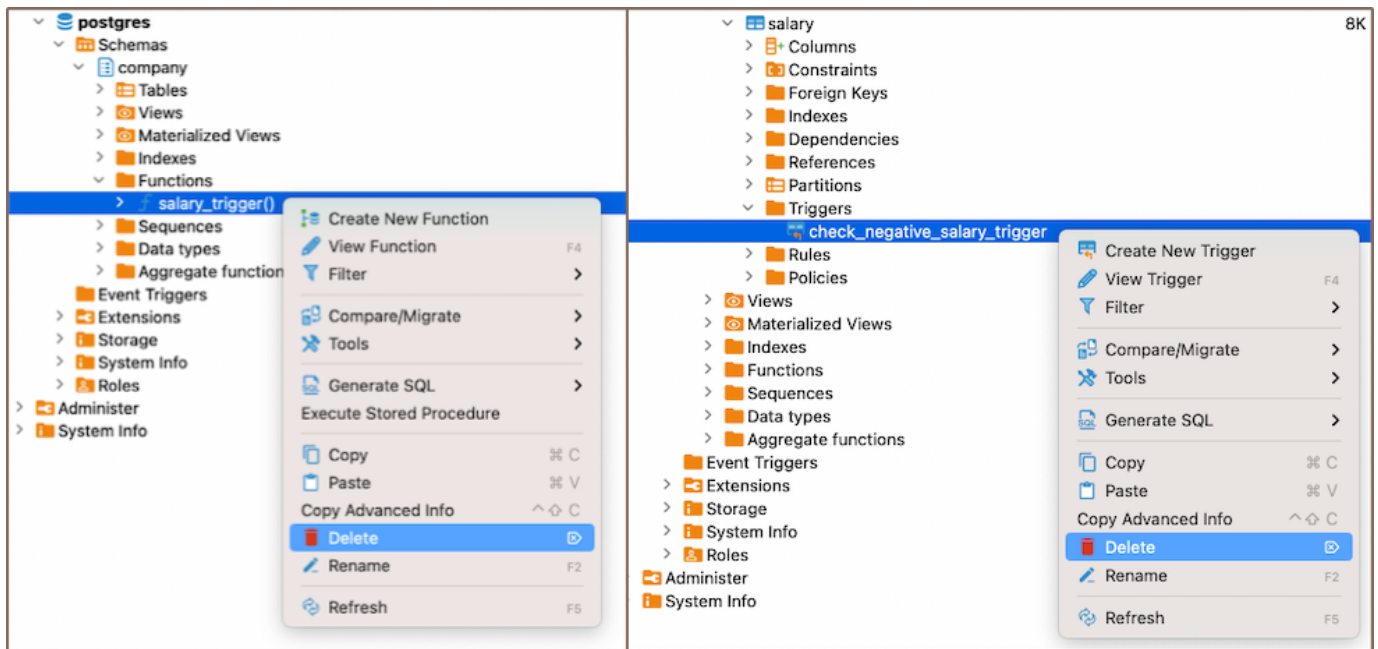 postgres
Schemas
company
Tables
Views
Materialized Views
Indexes
Functions
salary_trigger()
Sequences
Data types
Aggregate function
Event Triggers
Extensions
Storage
System Info
Roles
Administer
System Info
Create New Function
View Function F4
Filter
Compare/Migrate
Tools
Generate SQL
Execute Stored Procedure
Copy ⌘ C
Paste ⌘ V
Copy Advanced Info ^ ⇧ C
Delete ⌦
Rename F2
Refresh F5
salary 8K
Columns
Constraints
Foreign Keys
Indexes
Dependencies
References
Partitions
Triggers
check_negative_salary_trigger
Rules
Policies
Views
Materialized Views
Indexes
Functions
Sequences
Data types
Aggregate functions
Event Triggers
Extensions
Storage
System Info
Roles
Administer
System Info
Create New Trigger
View Trigger F4
Filter
Compare/Migrate
Tools
Generate SQL
Copy ⌘ C
Paste ⌘ V
Copy Advanced Info ^ ⇧ C
Delete ⌦
Rename F2
Refresh F5